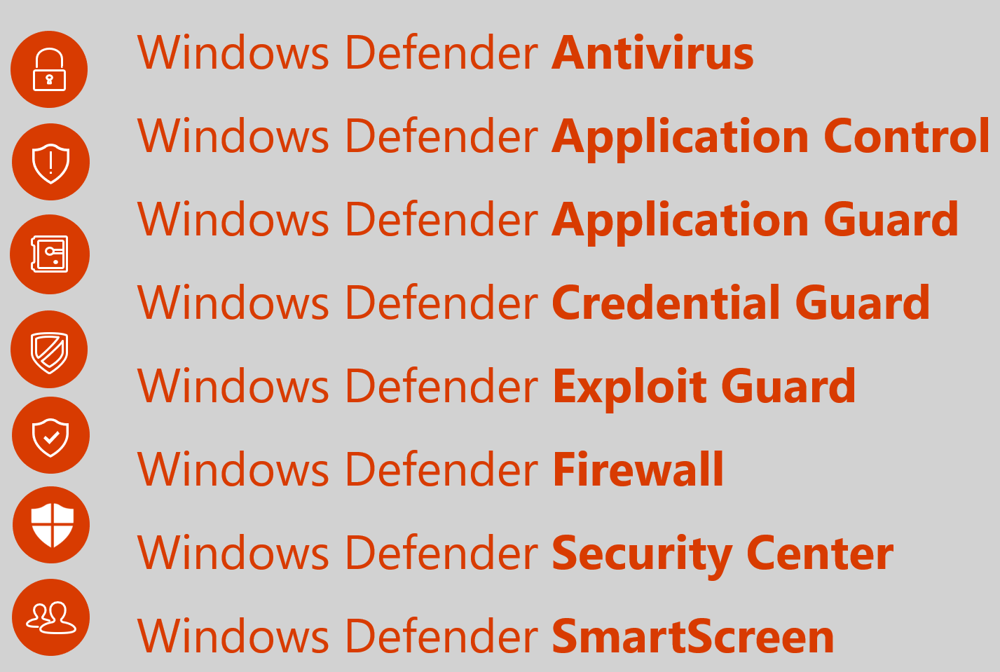 Windows Defender Antivirus
Windows Defender Application Control
Windows Defender Application Guard
Windows Defender Credential Guard
Windows Defender Exploit Guard
Windows Defender Firewall
Windows Defender Security Center
Windows Defender SmartScreen